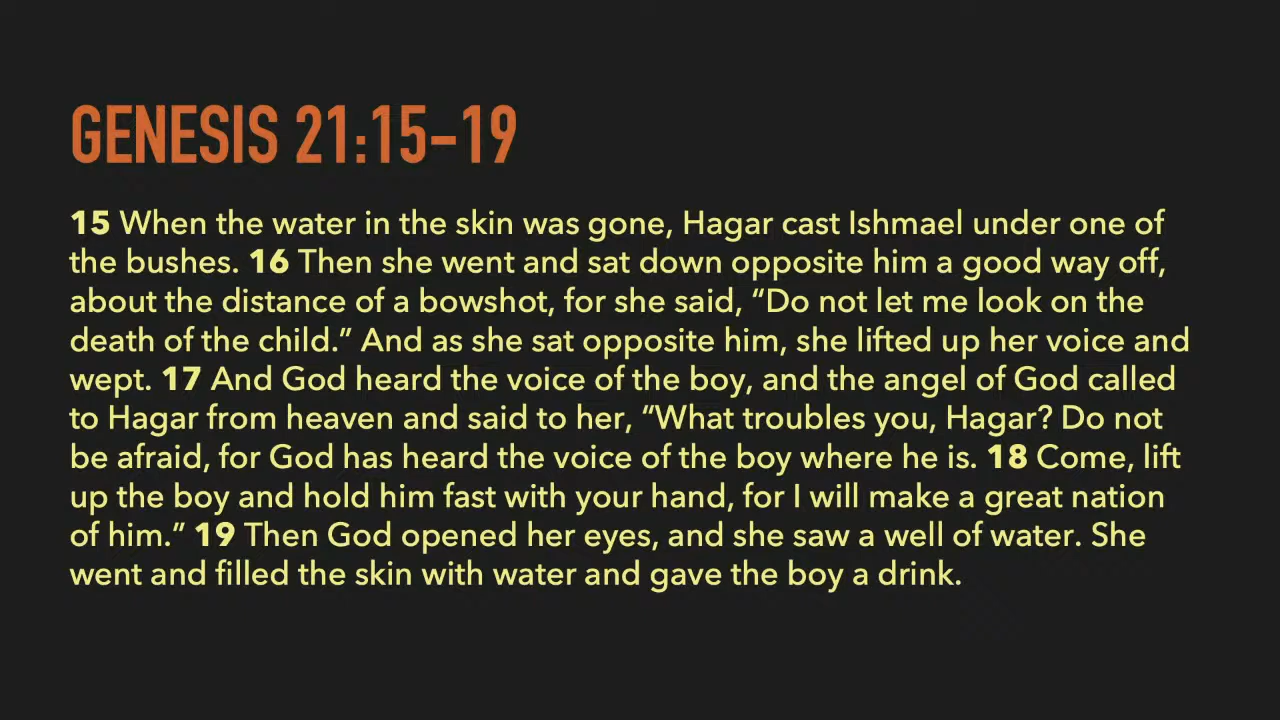 GENESIS 21:15-19
15 When the water in the skin was gone, Hagar cast Ishmael under one of
the bushes. 16 Then she went and sat down opposite him a good way off,
about the distance of a bowshot, for she said, “Do not let me look on the
death of the child.” And as she sat opposite him, she lifted up her voice and
wept. 17 And God heard the voice of the boy, and the angel of God called
to Hagar from heaven and said to her, “What troubles you, Hagar? Do not
be afraid, for God has heard the voice of the boy where he is. 18 Come, lift
up the boy and hold him fast with your hand, for I will make a great nation
of him.” 19 Then God opened her eyes, and she saw a well of water. She
went and filled the skin with water and gave the boy a drink.